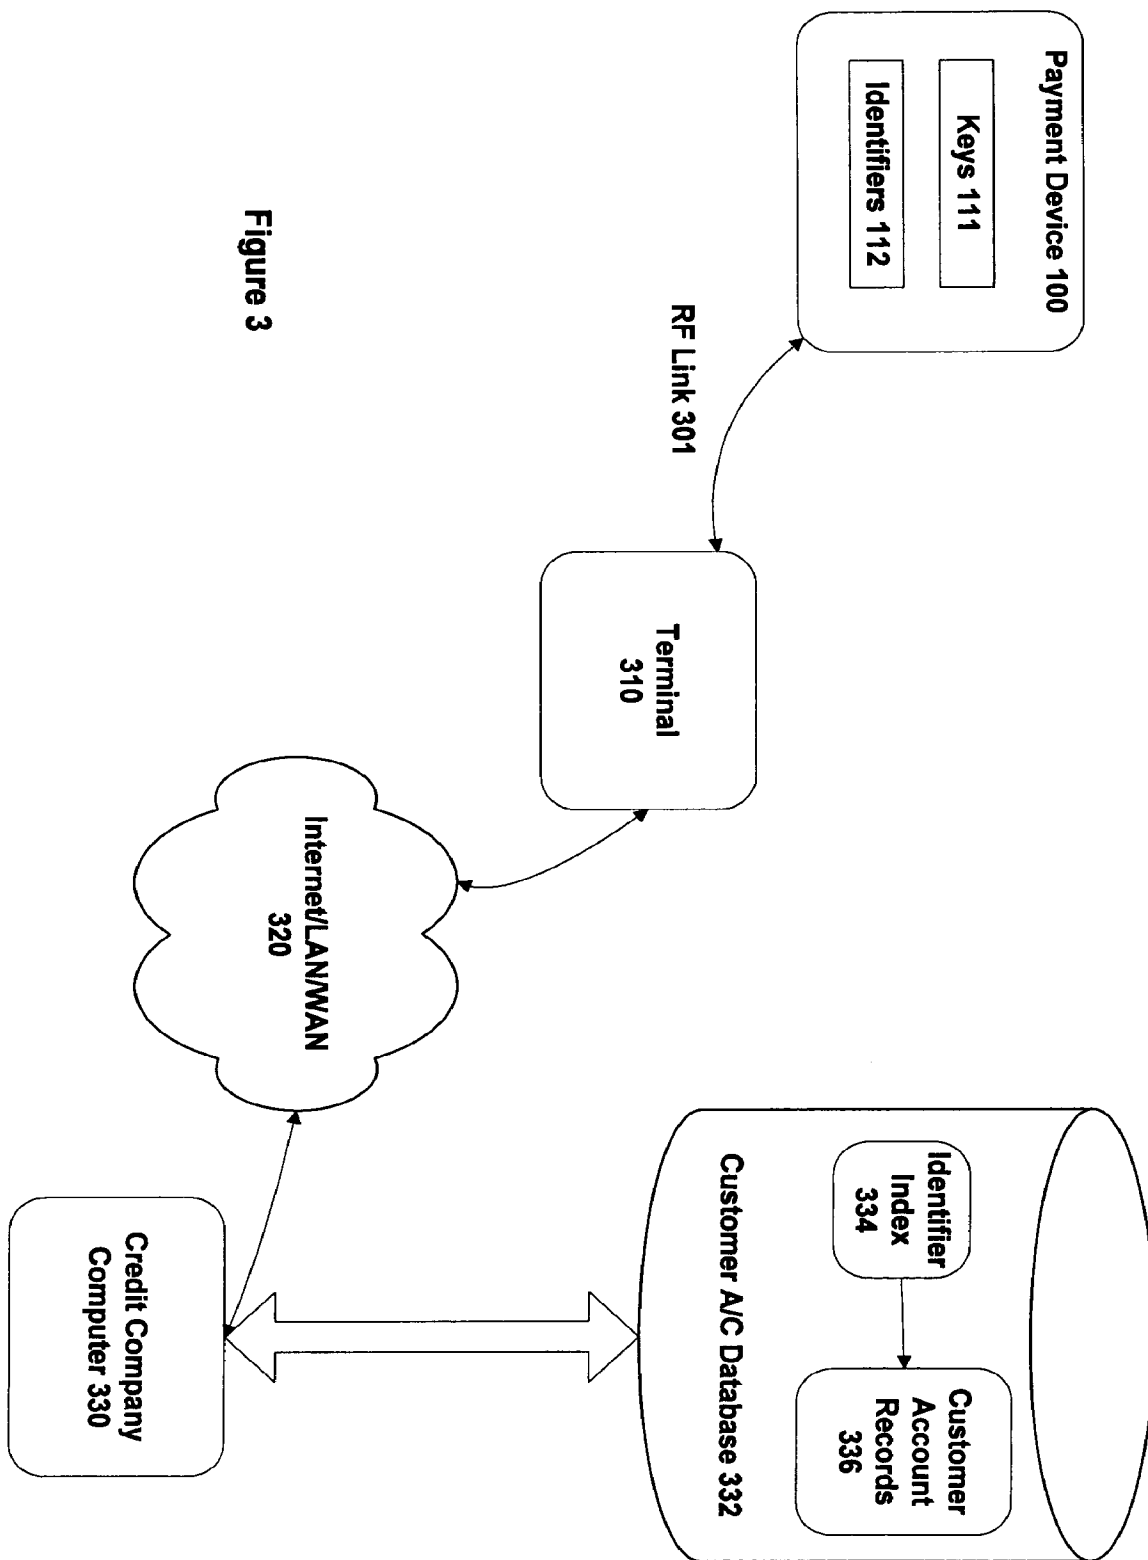 Payment Device 100
Keys 111
Identifiers 112
RF Link 301
Terminal
310
Internet/LAN/WAN
320
Identifier
Index
334
Customer
Account
Records
336
Customer A/C Database 332
Credit Company
Computer 330
Figure 3